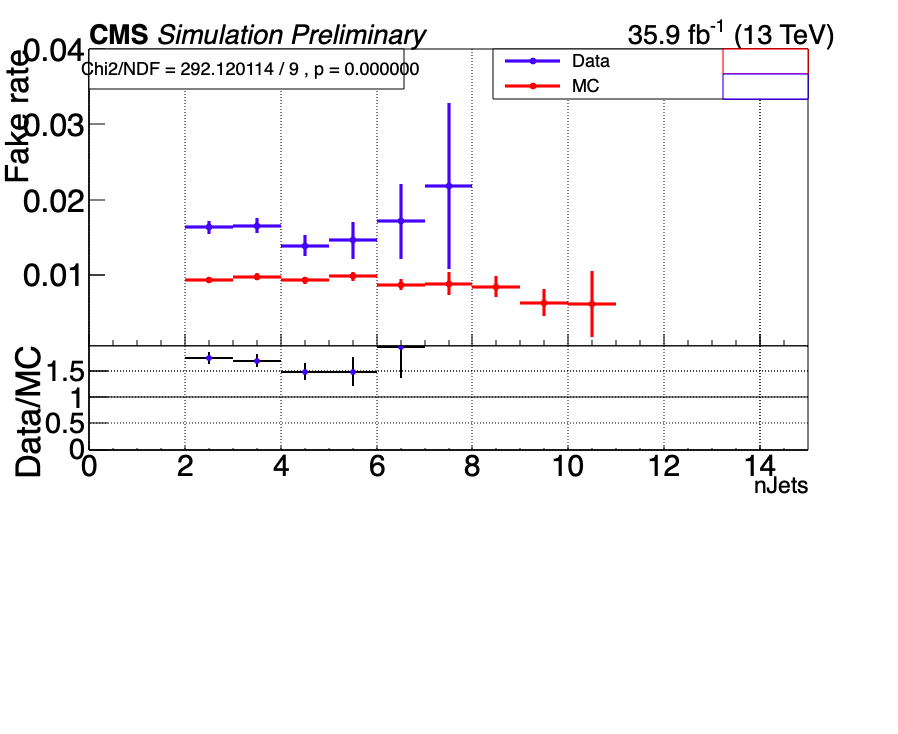 CMS Simulation Preliminary 35.9 fb-1 (13 TeV)
Chi2/NDF = 292.120114 / 9 , p = 0.000000
Data
MC
Fake rate
0.04
0.03
0.02
0.01
Data/MC
1.5
1
0.5
0
0 2 4 6 8 10 12 14
nJets